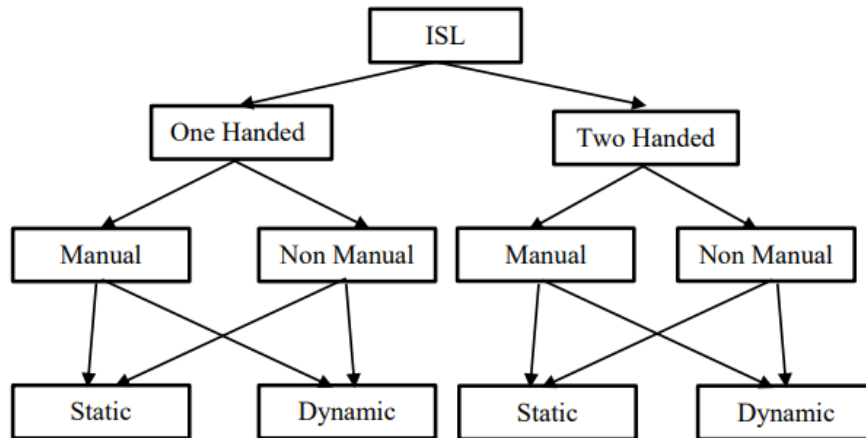 ISL
One Handed
Two Handed
Manual
Non Manual
Manual
Non Manual
Static
Dynamic
Static
Dynamic